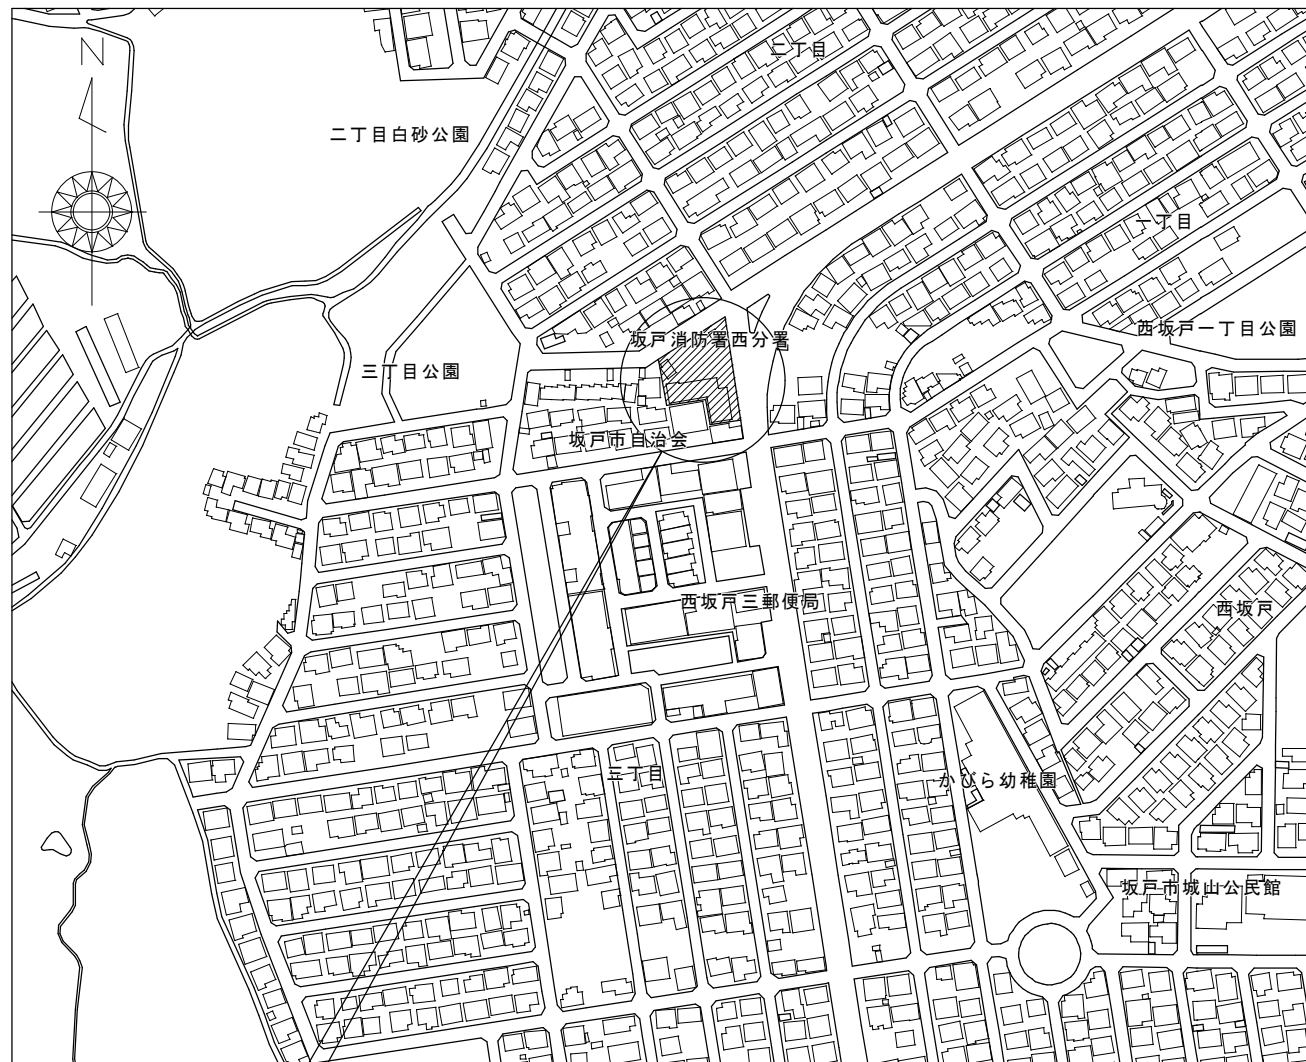 二丁目
N
二丁目白砂公園
一丁目
西坂戸一丁目公園
坂戸消防署西分署
三丁目公園
坂戸市自治会
西坂戸三郵便局
西坂戸
三丁目
かぴら幼稚園
坂戸市城山公民館